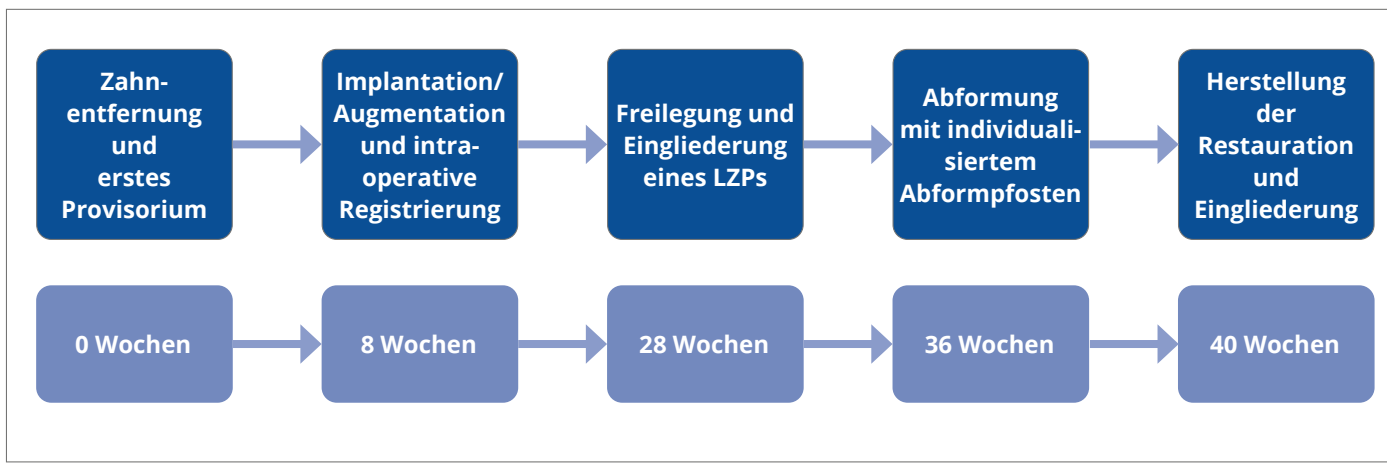 Zahn-
entfernung
und
erstes
Provisorium
Implantation/
Augmentation
und intra-
operative
Registrierung
Freilegung und
Eingliederung
eines LZPs
Abformung
mit individuali-
siertem
Abformpfosten
Herstellung
der
Restauration
und
Eingliederung
0 Wochen
8 Wochen
28 Wochen
36 Wochen
40 Wochen